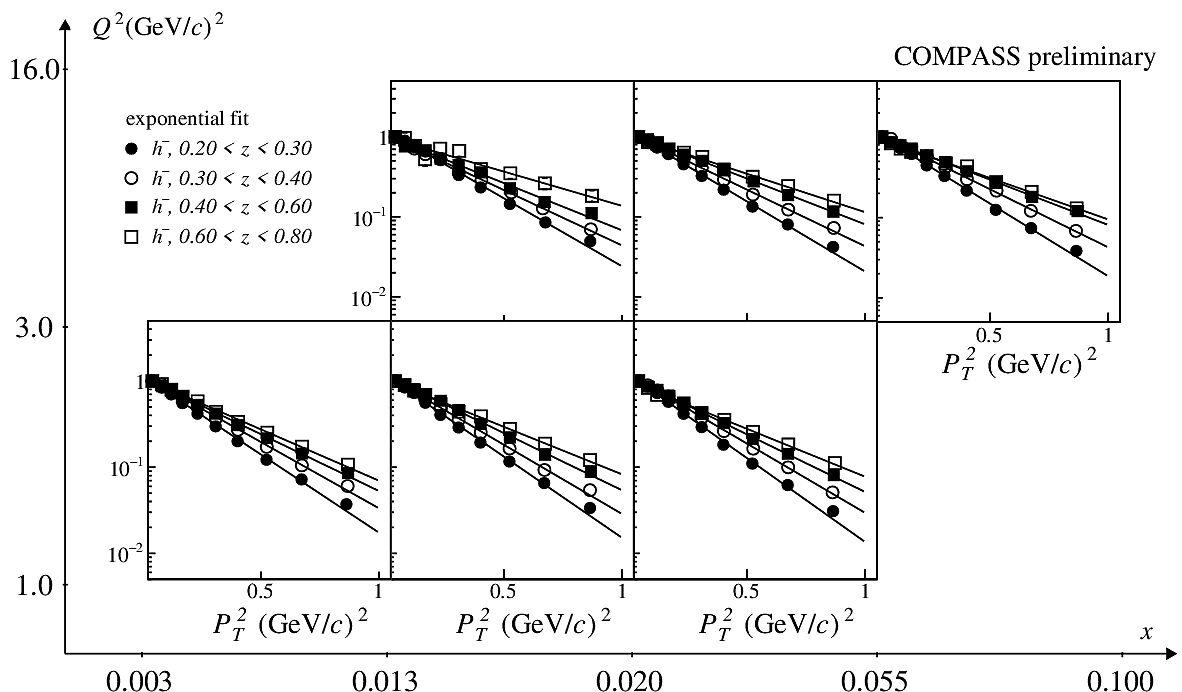 Q²(GeV/c)²
16.0
COMPASS preliminary
exponential fit
h⁻, 0.20 < z < 0.30
h⁻, 0.30 < z < 0.40
h⁻, 0.40 < z < 0.60
h⁻, 0.60 < z < 0.80
1
10⁻¹
10⁻²
3.0
0.5 1
P_T² (GeV/c)²
1
10⁻¹
10⁻²
1.0
0.5 1 0.5 1 0.5 1
P_T² (GeV/c)² P_T² (GeV/c)² P_T² (GeV/c)²
x
0.003 0.013 0.020 0.055 0.100